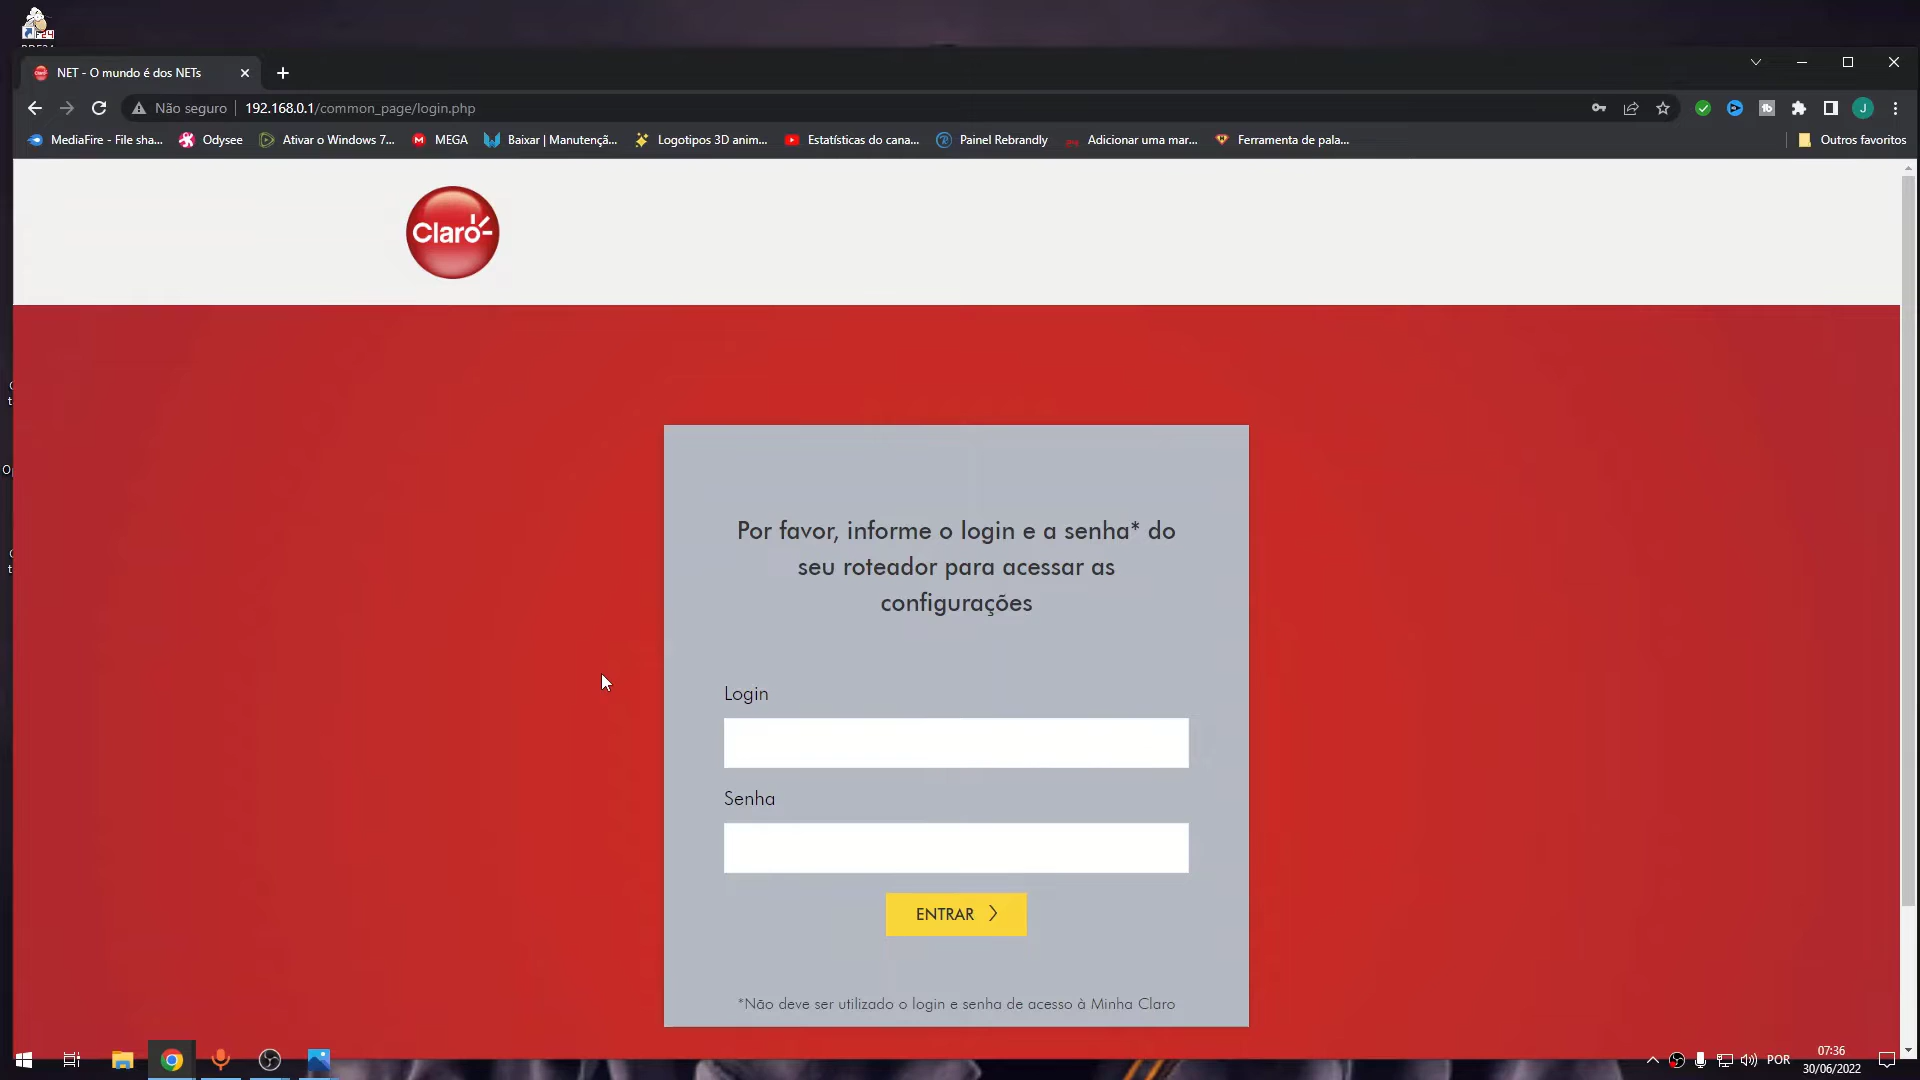 NET - O mundo é dos NETs
Não seguro
192.168.0.1/common_page/login.php
MediaFire - File sha...
Odysee
Ativar o Windows 7...
MEGA
Baixar | Manutençã...
Logotipos 3D anim...
Estatísticas do cana...
Painel Rebrandly
Adicionar uma mar...
Ferramenta de pala...
Outros favoritos
Claro
Por favor, informe o login e a senha* do
seu roteador para acessar as
configurações
Login
Senha
ENTRAR
*Não deve ser utilizado o login e senha de acesso à Minha Claro
POR
07:36
30/06/2022